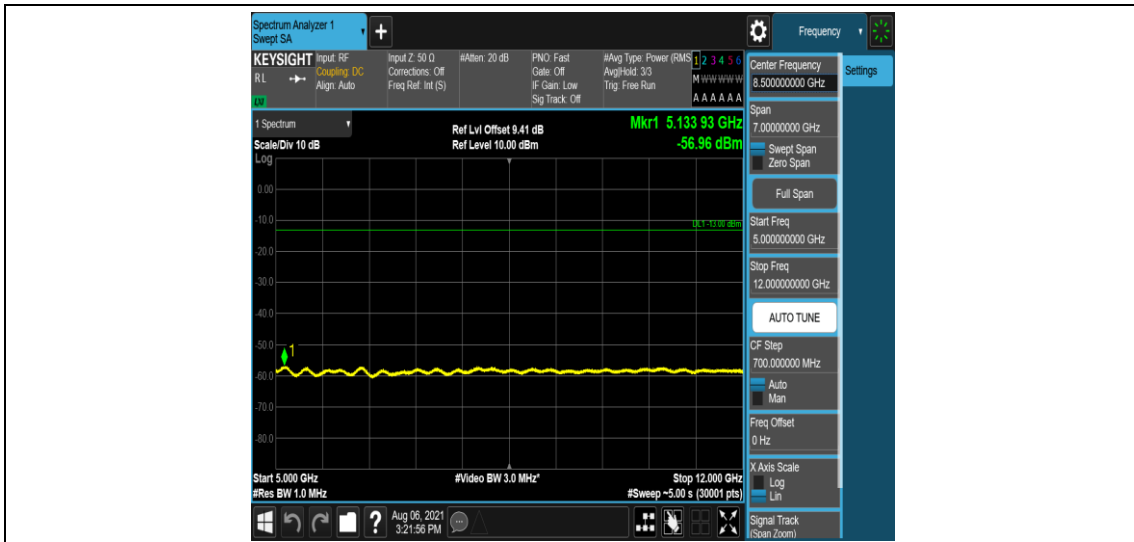 Spectrum Analyzer 1
Swept SA
Frequency
KEYSIGHT
RL
LM
Input: RF
Coupling: DC
Align: Auto
Input Z: 50 Ω
Corrections: Off
Freq Ref: Int (S)
#Atten: 20 dB
PNO: Fast
Gate: Off
IF Gain: Low
Sig Track: Off
#Avg Type: Power (RMS
Avg|Hold: 3/3
Trig: Free Run
1 2 3 4 5 6
M W W W W W
A A A A A A
1 Spectrum
Scale/Div 10 dB
Ref Lvl Offset 9.41 dB
Ref Level 10.00 dBm
Mkr1 5.133 93 GHz
-56.96 dBm
Log
0.00
-10.0
DL1 -13.00 dBm
-20.0
-30.0
-40.0
-50.0
1
-60.0
-70.0
-80.0
Start 5.000 GHz
#Video BW 3.0 MHz*
Stop 12.000 GHz
#Res BW 1.0 MHz
#Sweep ~5.00 s (30001 pts)
Aug 06, 2021
3:21:56 PM
Center Frequency
8.500000000 GHz
Settings
Span
7.00000000 GHz
Swept Span
Zero Span
Full Span
Start Freq
5.000000000 GHz
Stop Freq
12.000000000 GHz
AUTO TUNE
CF Step
700.000000 MHz
Auto
Man
Freq Offset
0 Hz
X Axis Scale
Log
Lin
Signal Track
(Span Zoom)